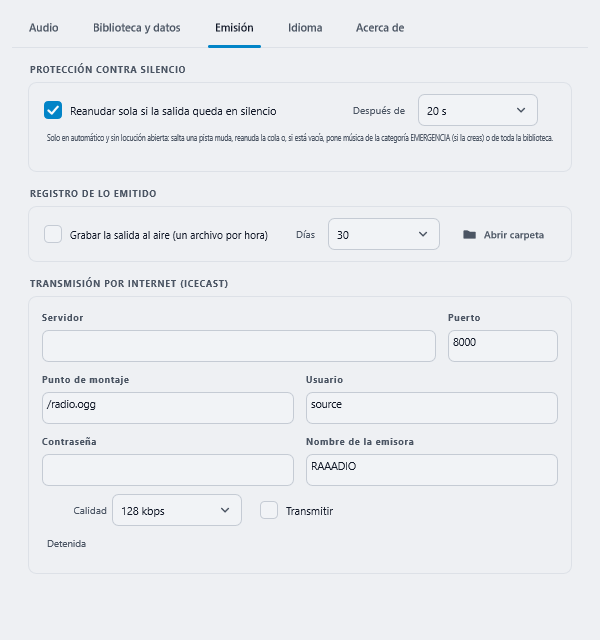 Audio Biblioteca y datos Emisión Idioma Acerca de
PROTECCIÓN CONTRA SILENCIO
Reanudar sola si la salida queda en silencio Después de 20 s
Solo en automático y sin locución abierta: salta una pista muda, reanuda la cola o, si está vacía, pone música de la categoría EMERGENCIA (si la creas) o de toda la biblioteca.
REGISTRO DE LO EMITIDO
Grabar la salida al aire (un archivo por hora) Días 30 Abrir carpeta
TRANSMISIÓN POR INTERNET (ICECAST)
Servidor Puerto
8000
Punto de montaje Usuario
/radio.ogg source
Contraseña Nombre de la emisora
RAAADIO
Calidad 128 kbps Transmitir
Detenida